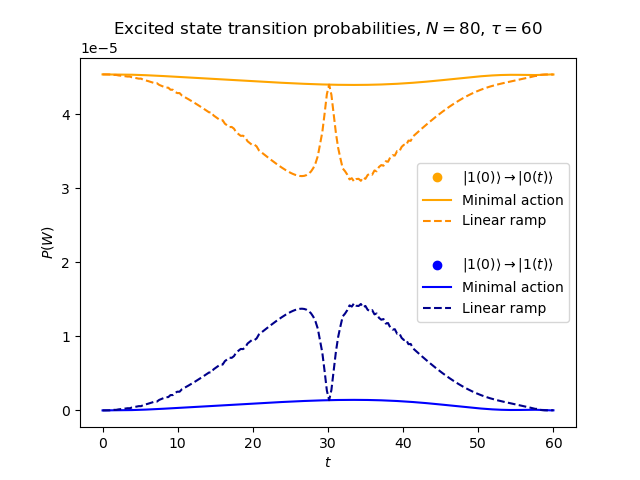 Excited state transition probabilities, N = 80, τ = 60
1e−5
4
3
2
1
0
P(W)
0 10 20 30 40 50 60
t
|1(0)⟩ → |0(t)⟩
Minimal action
Linear ramp
|1(0)⟩ → |1(t)⟩
Minimal action
Linear ramp